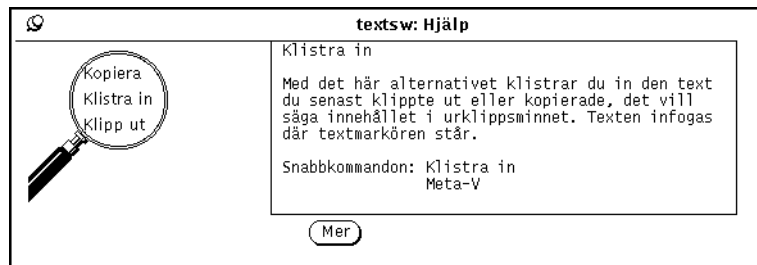 textsw: Hjälp
Kopiera
Klistra in
Klipp ut
Klistra in
Med det här alternativet klistrar du in den text
du senast klippte ut eller kopierade, det vill
säga innehållet i urklippsminnet. Texten infogas
där textmarkören står.
Snabbkommandon: Klistra in
Meta-V
Mer